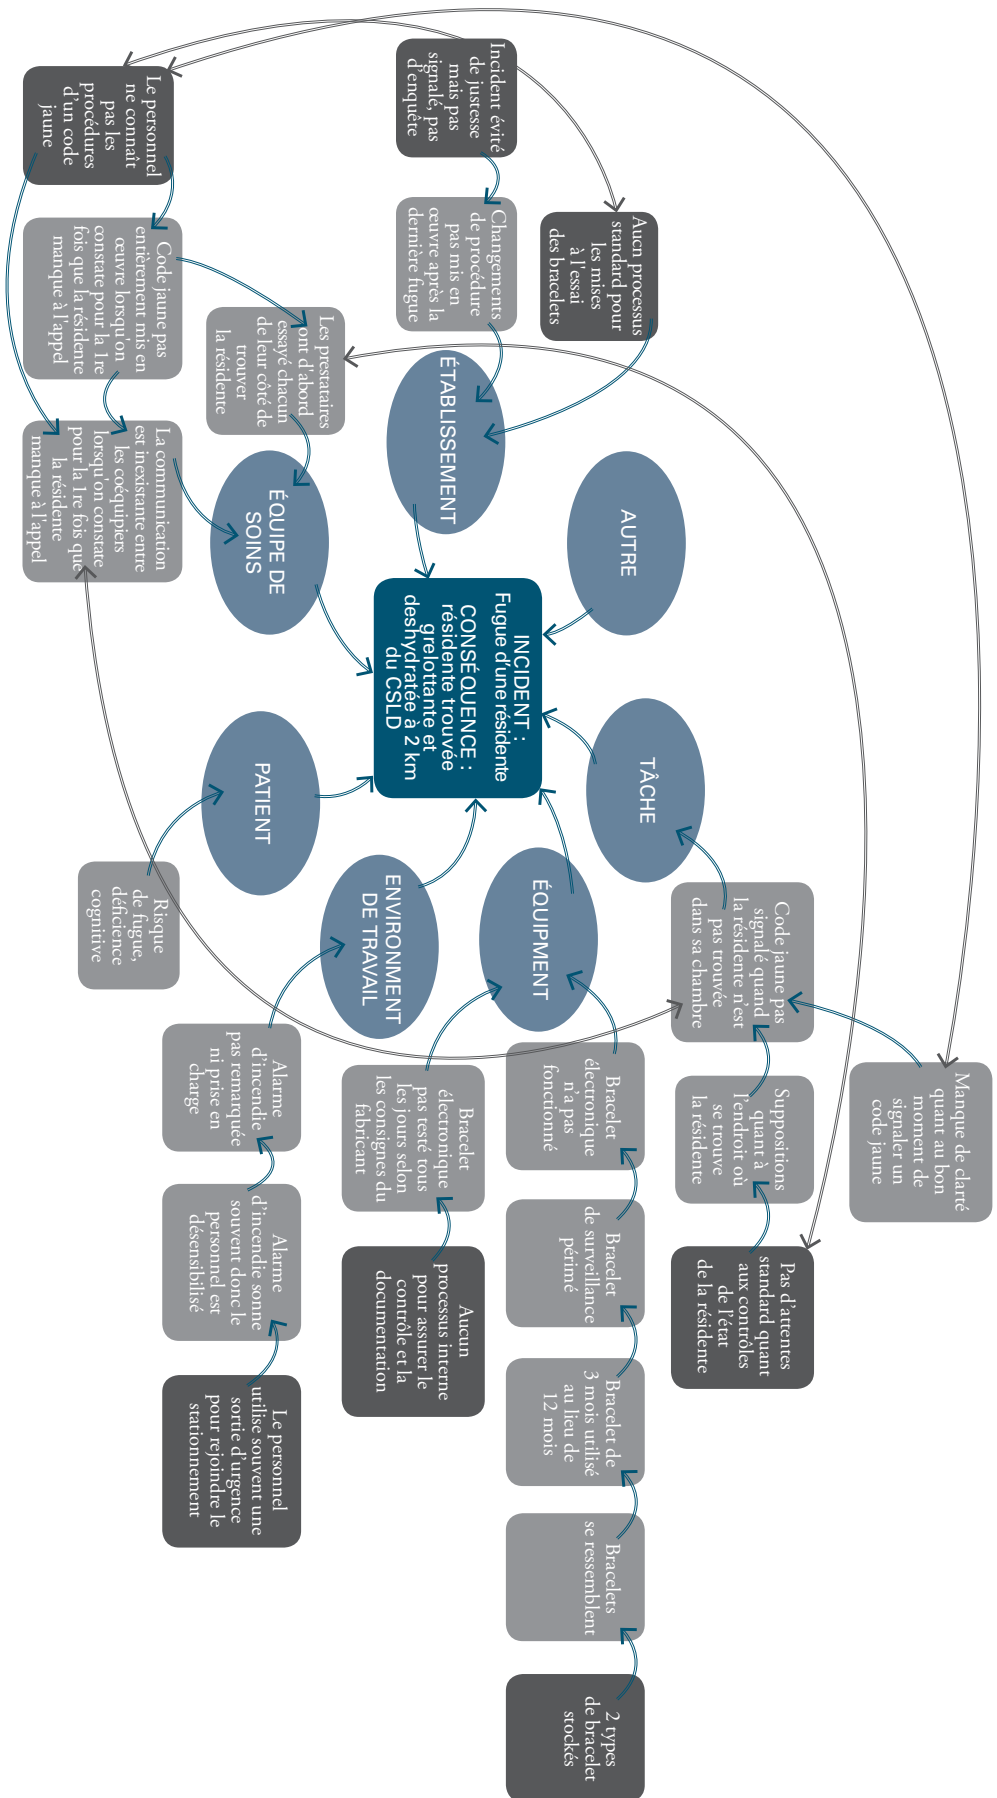 Incident évité
de justesse
mais pas
signalé, pas
d'enquête
Le personnel
ne connaît
pas les
procédures
d'un code
jaune
Aucn processus
standard pour
les mises
à l'essai
des bracelets
Changements
de procédure
pas mis en
œuvre après la
dernière fugue
Code jaune pas
entièrement mis en
œuvre lorsqu'on
constate pour la 1re
fois que la résidente
manque à l'appel
Les prestataires
ont d'abord
essayé chacun
de leur côté de
trouver
la résidente
La communication
est inexistante entre
les coéquipiers
lorsqu'on constate
pour la 1re fois que
la résidente
manque à l'appel
ÉTABLISSEMENT
AUTRE
ÉQUIPE DE
SOINS
INCIDENT :
Fugue d'une résidente
CONSÉQUENCE :
résidente trouvée
grelottante et
deshydratée à 2 km
du CSLD
TÂCHE
PATIENT
ÉQUIPMENT
ENVIRONMENT
DE TRAVAIL
Risque
de fugue,
déficience
cognitive
Code jaune pas
signalé quand
la résidente n'est
pas trouvée
dans sa chambre
Manque de clarté
quant au bon
moment de
signaler un
code jaune
Suppositions
quant à
l'endroit où
se trouve
la résidente
Pas d'attentes
standard quant
aux contrôles
de l'état
de la résidente
Bracelet
électronique
n'a pas
fonctionné
Bracelet
de surveillance
périmé
Bracelet de
3 mois utilisé
au lieu de
12 mois
Bracelets
se ressemblent
2 types
de bracelet
stockés
Bracelet
électronique
pas testé tous
les jours selon
les consignes du
fabricant
Aucun
processus interne
pour assurer le
contrôle et la
documentation
Alarme
d'incendie
pas remarquée
ni prise en
charge
Alarme
d'incendie sonne
souvent donc le
personnel est
désensibilisé
Le personnel
utilise souvent une
sortie d'urgence
pour rejoindre le
stationnement